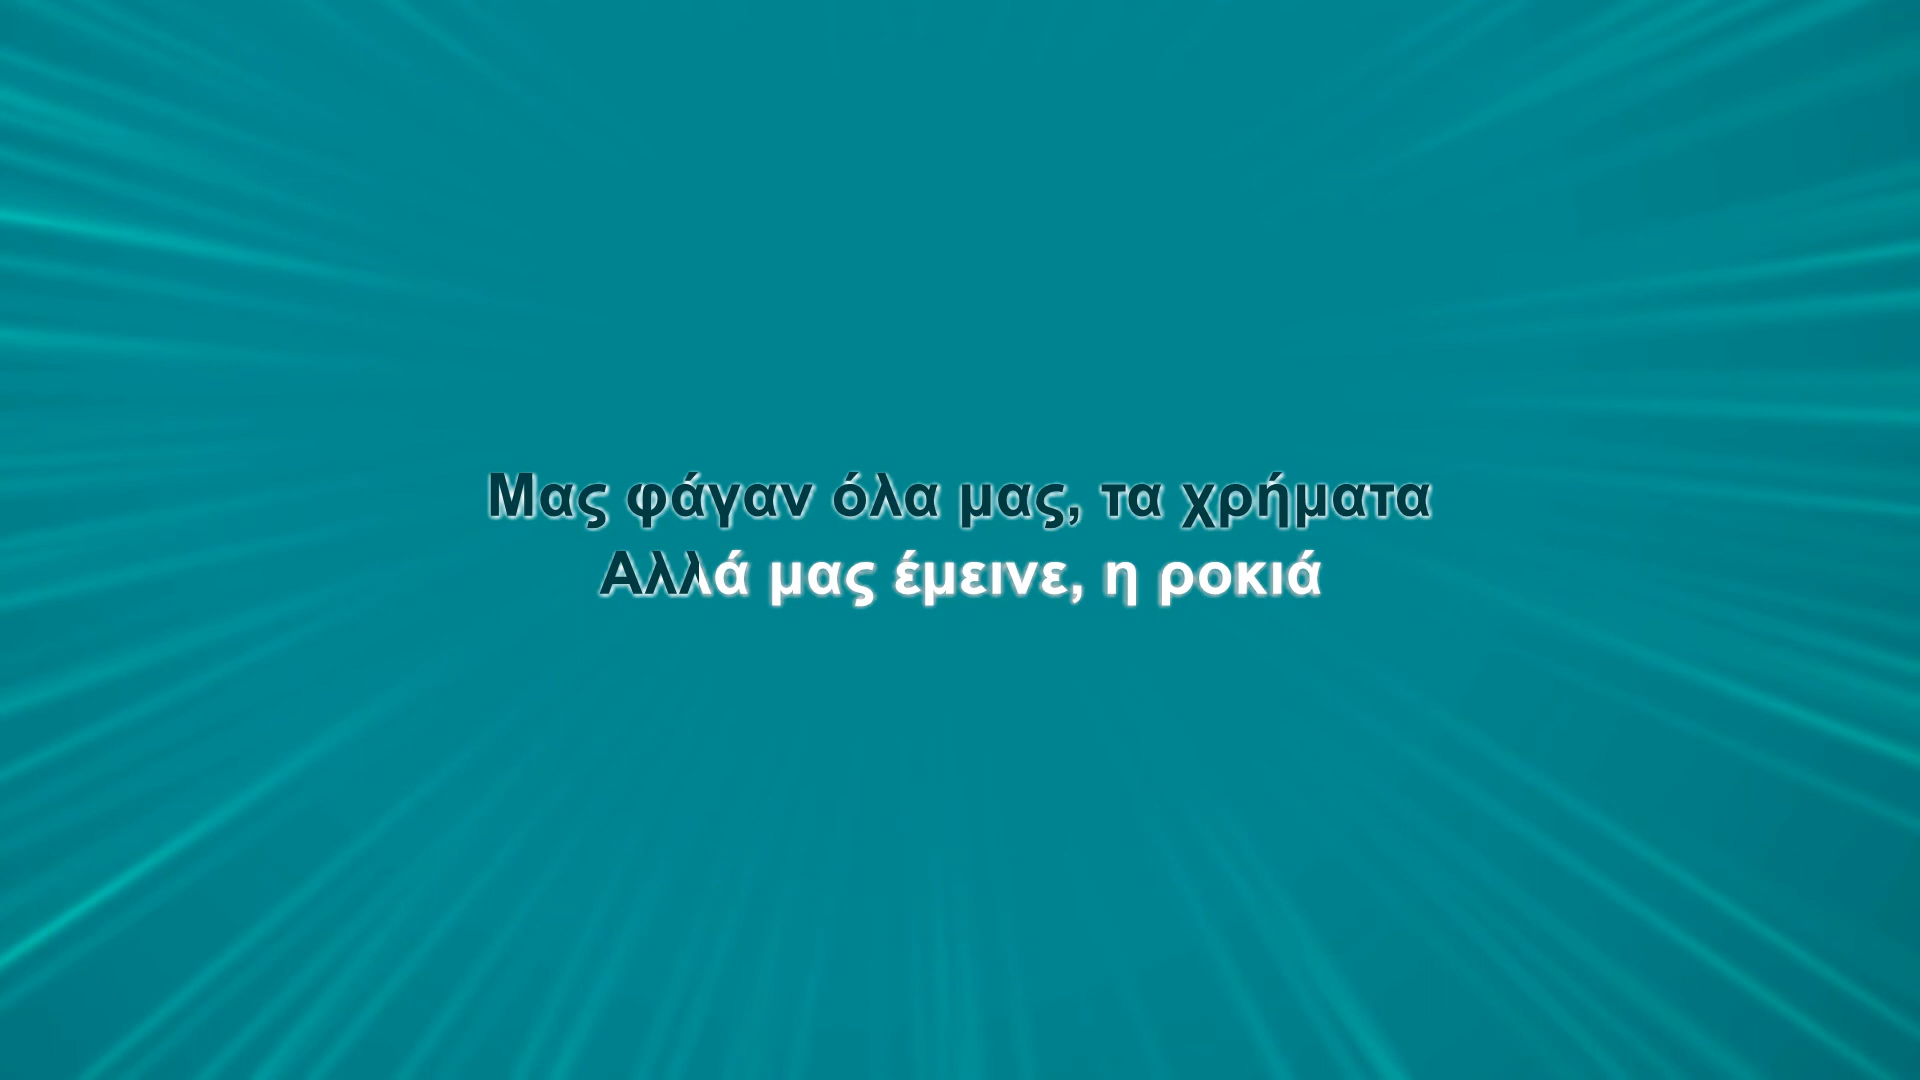 Μας φάγαν όλα μας, τα χρήματα
Αλλά μας έμεινε, η ροκιά